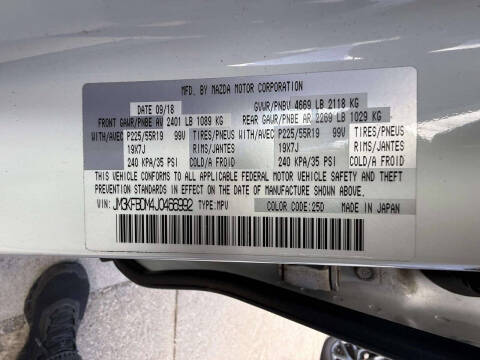 MFD. BY MAZDA MOTOR CORPORATION
DATE 09/18 GVWR/PNBV 4669 LB 2118 KG
FRONT GAWR/PNBE AV 2401 LB 1089 KG REAR GAWR/PNBE AR 2269 LB 1029 KG
WITH/AVEC P225/55R19 99V TIRES/PNEUS WITH/AVEC P225/55R19 99V TIRES/PNEUS
19X7J RIMS/JANTES 19X7J RIMS/JANTES
240 KPA/35 PSI COLD/A FROID 240 KPA/35 PSI COLD/A FROID
THIS VEHICLE CONFORMS TO ALL APPLICABLE FEDERAL MOTOR VEHICLE SAFETY AND THEFT
PREVENTION STANDARDS IN EFFECT ON THE DATE OF MANUFACTURE SHOWN ABOVE.
VIN: JM3KFBDM4J0466992 TYPE:MPV COLOR CODE:25D MADE IN JAPAN